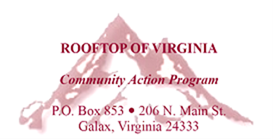 ROOFTOP OF VIRGINIA
Community Action Program
P.O. Box 853 • 206 N. Main St.
Galax, Virginia 24333